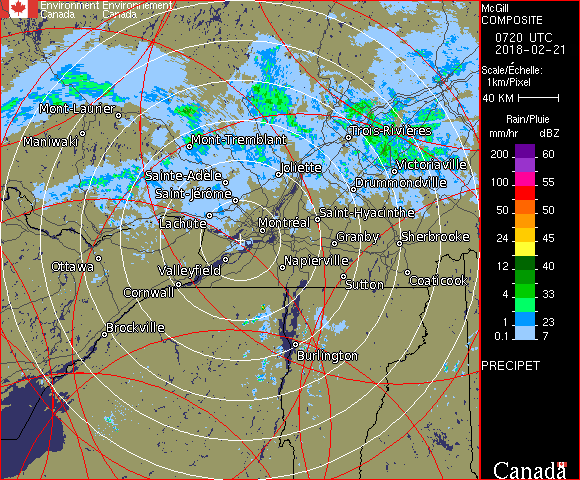 Environment Environnement
Canada Canada
McGill
COMPOSITE
0720 UTC
2018-02-21
Scale/Échelle:
1km/Pixel
40 KM
Rain/Pluie
mm/hr dBZ
200 60
100 55
50 50
24 45
12 40
4 33
1 23
0.1 7
PRECIPET
Canada
Mont-Laurier
Maniwaki
Mont-Tremblant
Trois-Rivières
Joliette
Victoriaville
Sainte-Adèle
Drummondville
Saint-Jérôme
Lachute
Saint-Hyacinthe
Montréal
Granby
Sherbrooke
Ottawa
Valleyfield
Napierville
Cornwall
Sutton
Coaticook
Brockville
Burlington